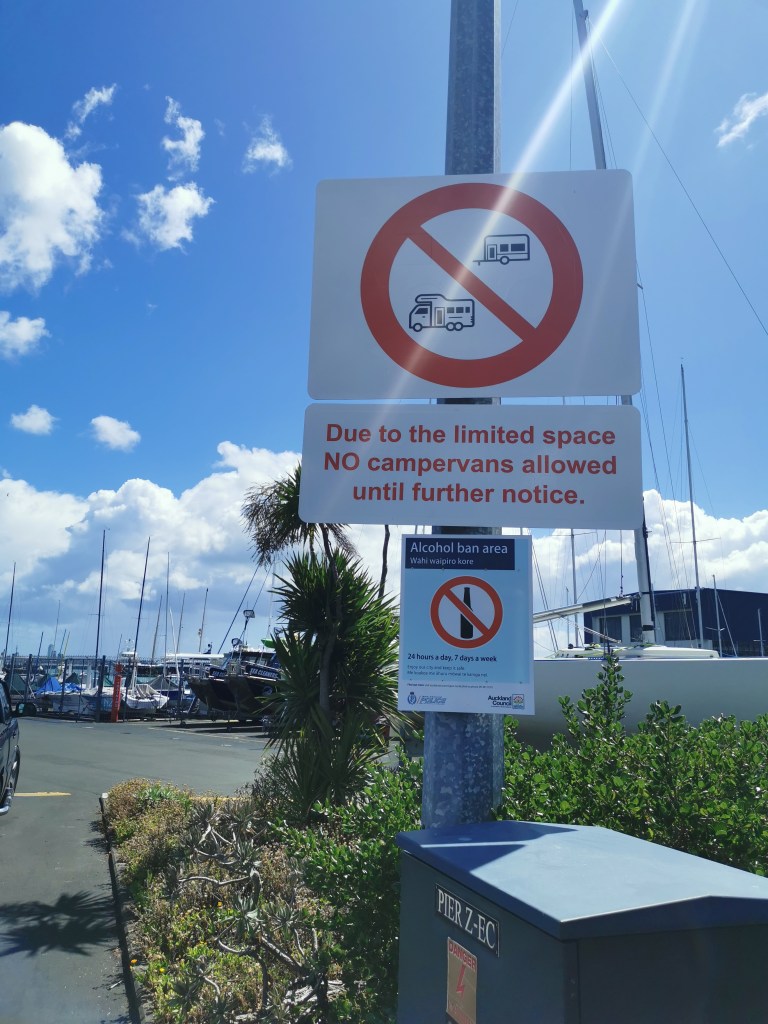 Due to the limited space
NO campervans allowed
until further notice.
Alcohol ban area
Wāhi waipiro kore
24 hours a day, 7 days a week
POLICE
Auckland
Council
PIER Z-EC
DANGER